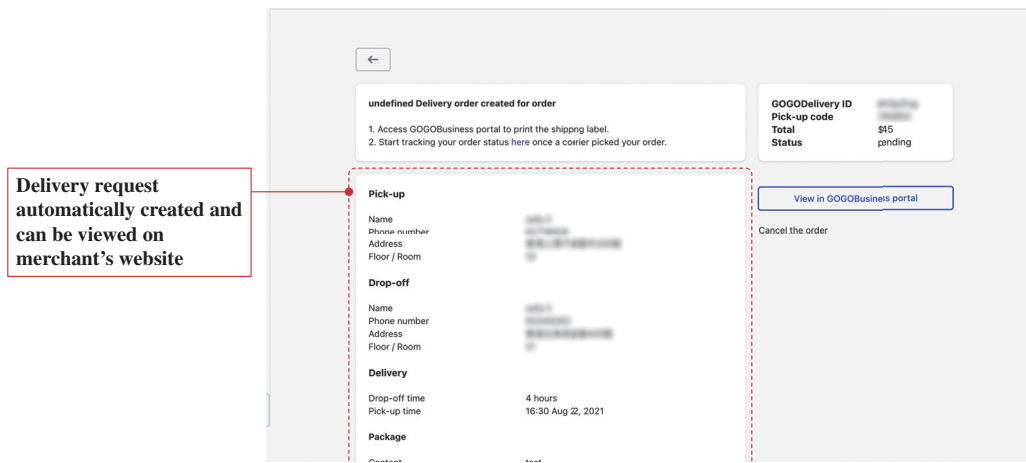 ←
undefined Delivery order created for order
1. Access GOGOBusiness portal to print the shippng label.
2. Start tracking your order status here once a coɪrier picked your order.
GOGODelivery ID
Pick-up code
Total $45
Status pending
Delivery request
automatically created and
can be viewed on
merchant's website
Pick-up
Name
Phone number
Address
Floor / Room
View in GOGOBusiness portal
Cancel the order
Drop-off
Name
Phone number
Address
Floor / Room
Delivery
Drop-off time 4 hours
Pick-up time 16:30 Aug 22, 2021
Package
Content test